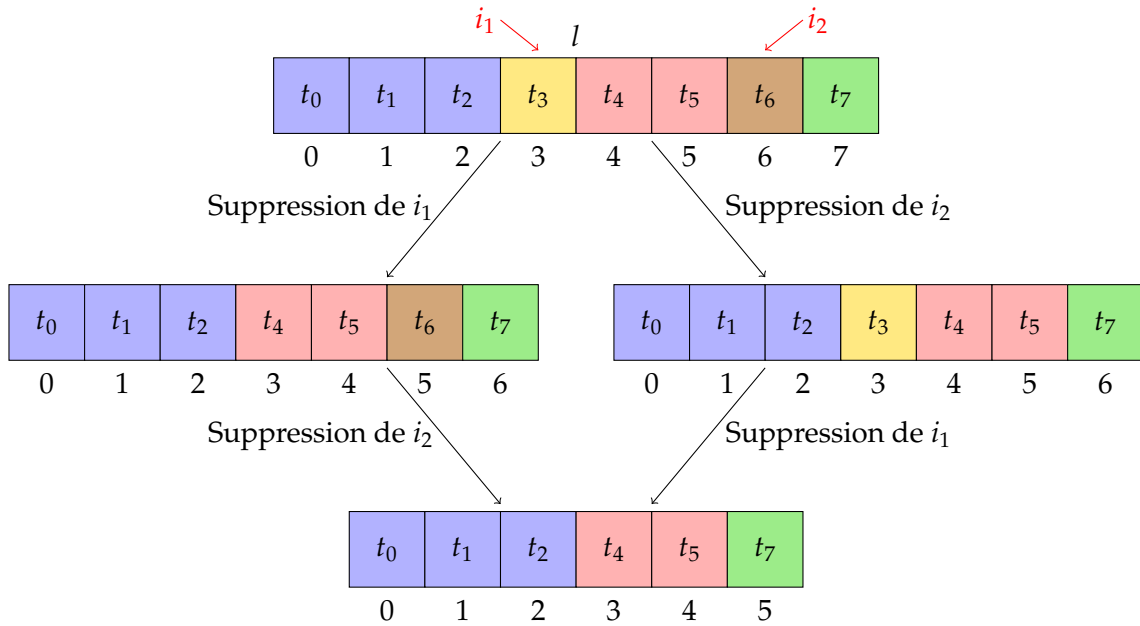 i₁ i₂
l
t₀ t₁ t₂ t₃ t₄ t₅ t₆ t₇
0 1 2 3 4 5 6 7
Suppression de i₁ Suppression de i₂
t₀ t₁ t₂ t₄ t₅ t₆ t₇ t₀ t₁ t₂ t₃ t₄ t₅ t₇
0 1 2 3 4 5 6 0 1 2 3 4 5 6
Suppression de i₂ Suppression de i₁
t₀ t₁ t₂ t₄ t₅ t₇
0 1 2 3 4 5